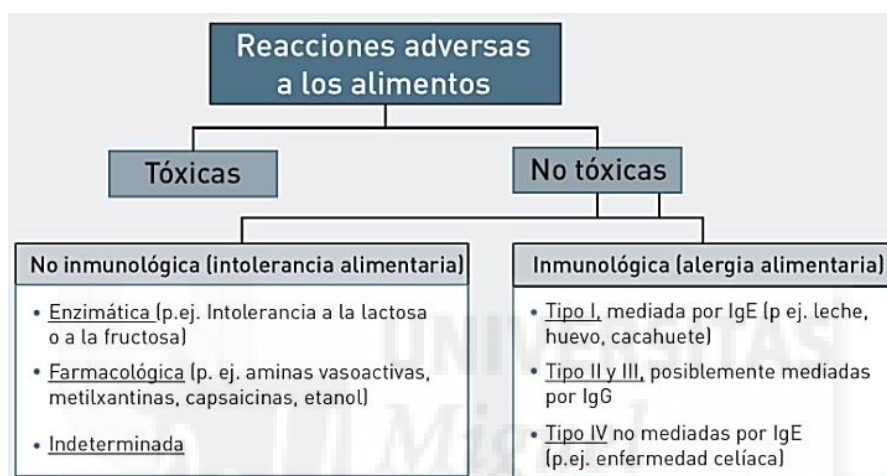 Reacciones adversas
a los alimentos
Tóxicas
No tóxicas
No inmunológica (intolerancia alimentaria)
• Enzimática (p.ej. Intolerancia a la lactosa
o a la fructosa)
• Farmacológica (p. ej. aminas vasoactivas,
metilxantinas, capsaicinas, etanol)
• Indeterminada
Inmunológica (alergia alimentaria)
• Tipo I, mediada por IgE (p ej. leche,
huevo, cacahuete)
• Tipo II y III, posiblemente mediadas
por IgG
• Tipo IV no mediadas por IgE
(p.ej. enfermedad celíaca)
UNIVERSITAS
Miguel